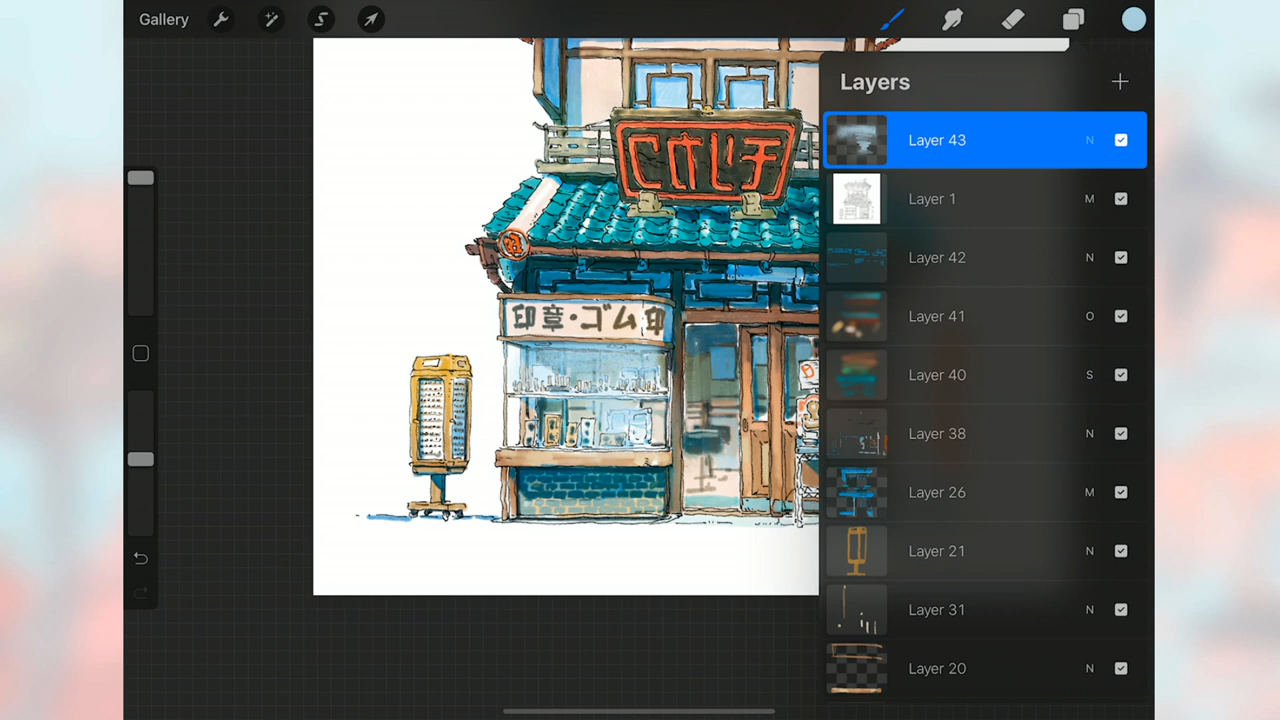 Gallery
Layers
Layer 43 N
Layer 1 M
Layer 42 N
Layer 41 O
Layer 40 S
Layer 38 N
Layer 26 M
Layer 21 N
Layer 31 N
Layer 20 N
印章・ゴム印